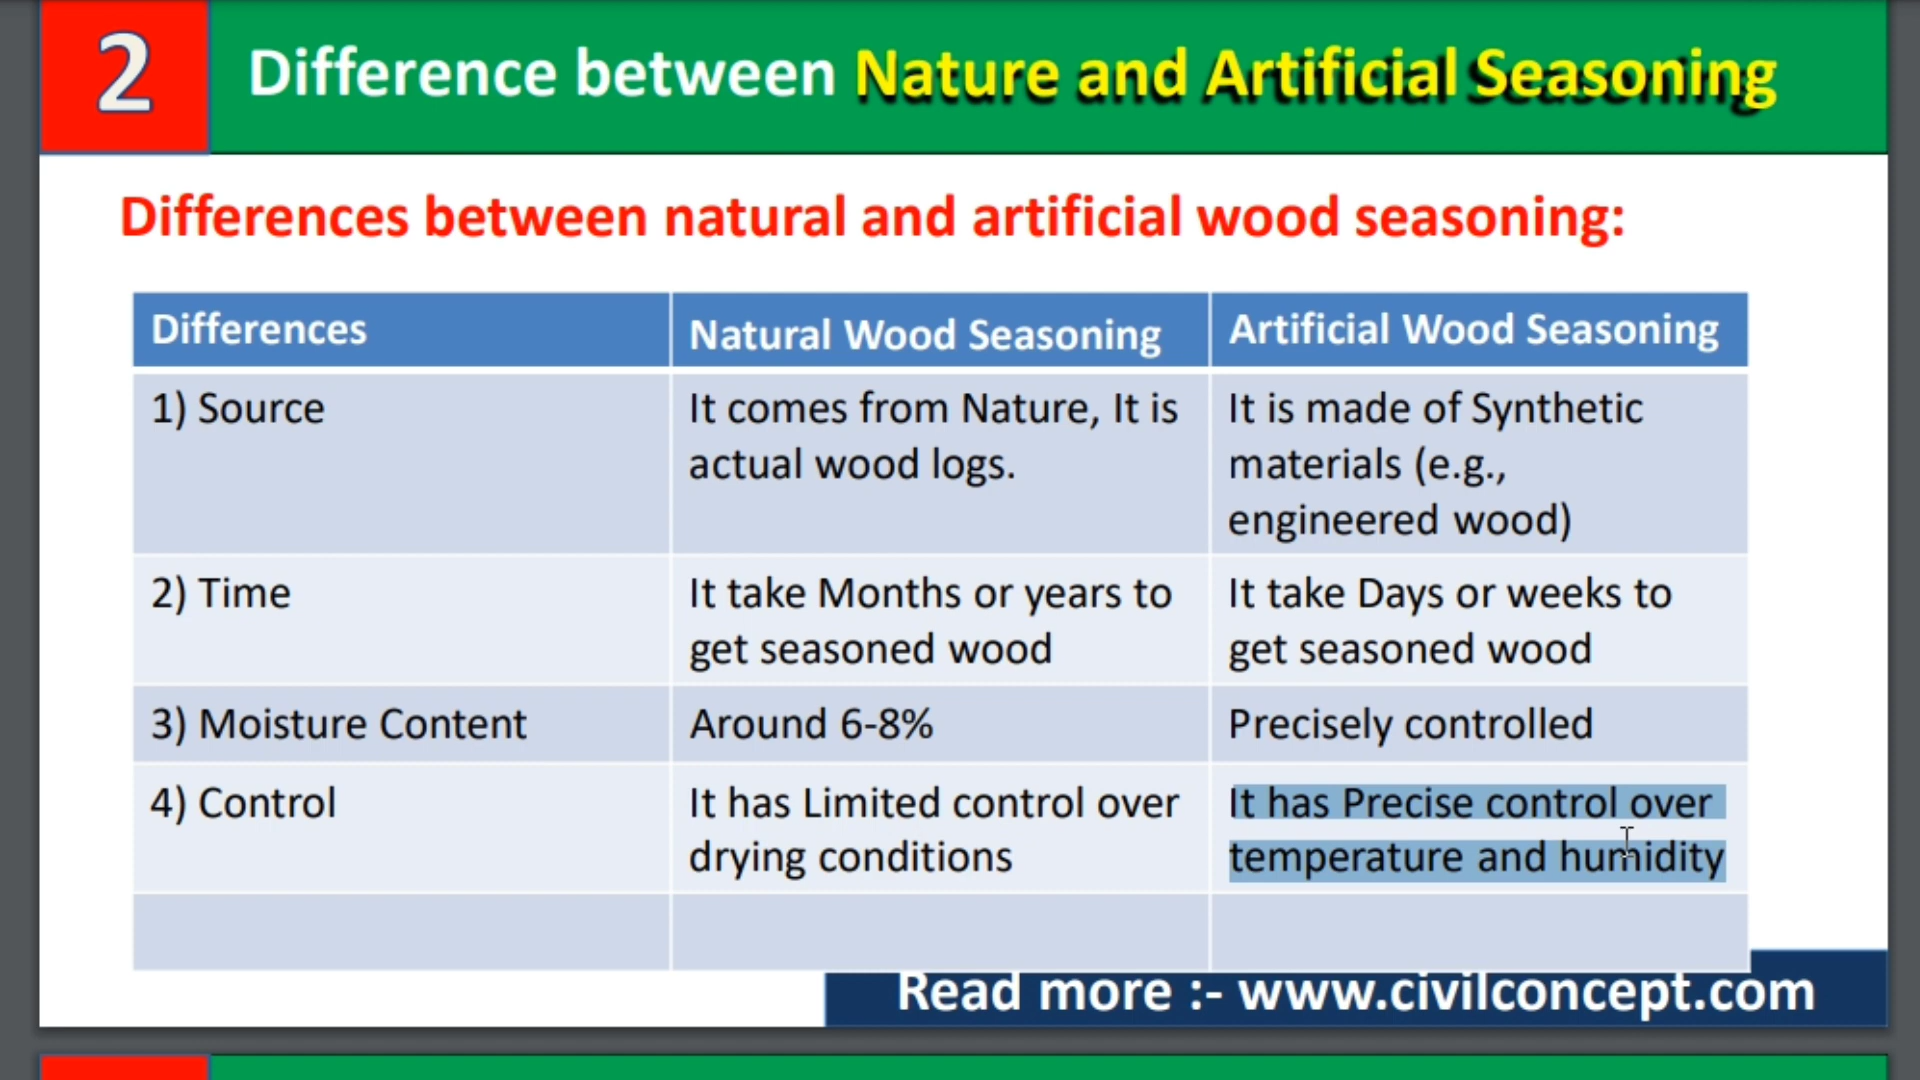 2
Difference between Nature and Artificial Seasoning
Differences between natural and artificial wood seasoning:
Differences
Natural Wood Seasoning
Artificial Wood Seasoning
1) Source
It comes from Nature, It is
actual wood logs.
It is made of Synthetic
materials (e.g.,
engineered wood)
2) Time
It take Months or years to
get seasoned wood
It take Days or weeks to
get seasoned wood
3) Moisture Content
Around 6-8%
Precisely controlled
4) Control
It has Limited control over
drying conditions
It has Precise control over
temperature and humidity
Read more :- www.civilconcept.com